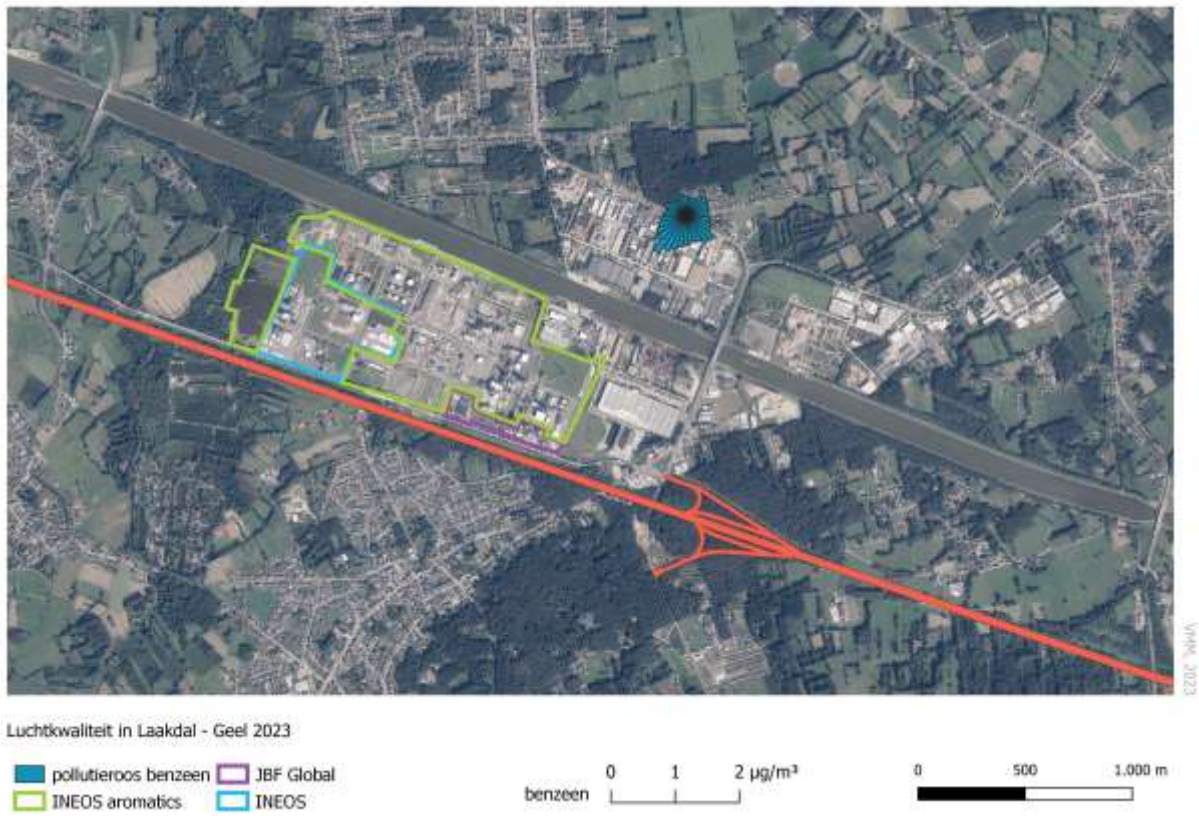 VMM, 2023
Luchtkwaliteit in Laakdal - Geel 2023
pollutieroos benzeen
JBF Global
INEOS aromatics
INEOS
benzeen
0 1 2 µg/m³
0 500 1.000 m